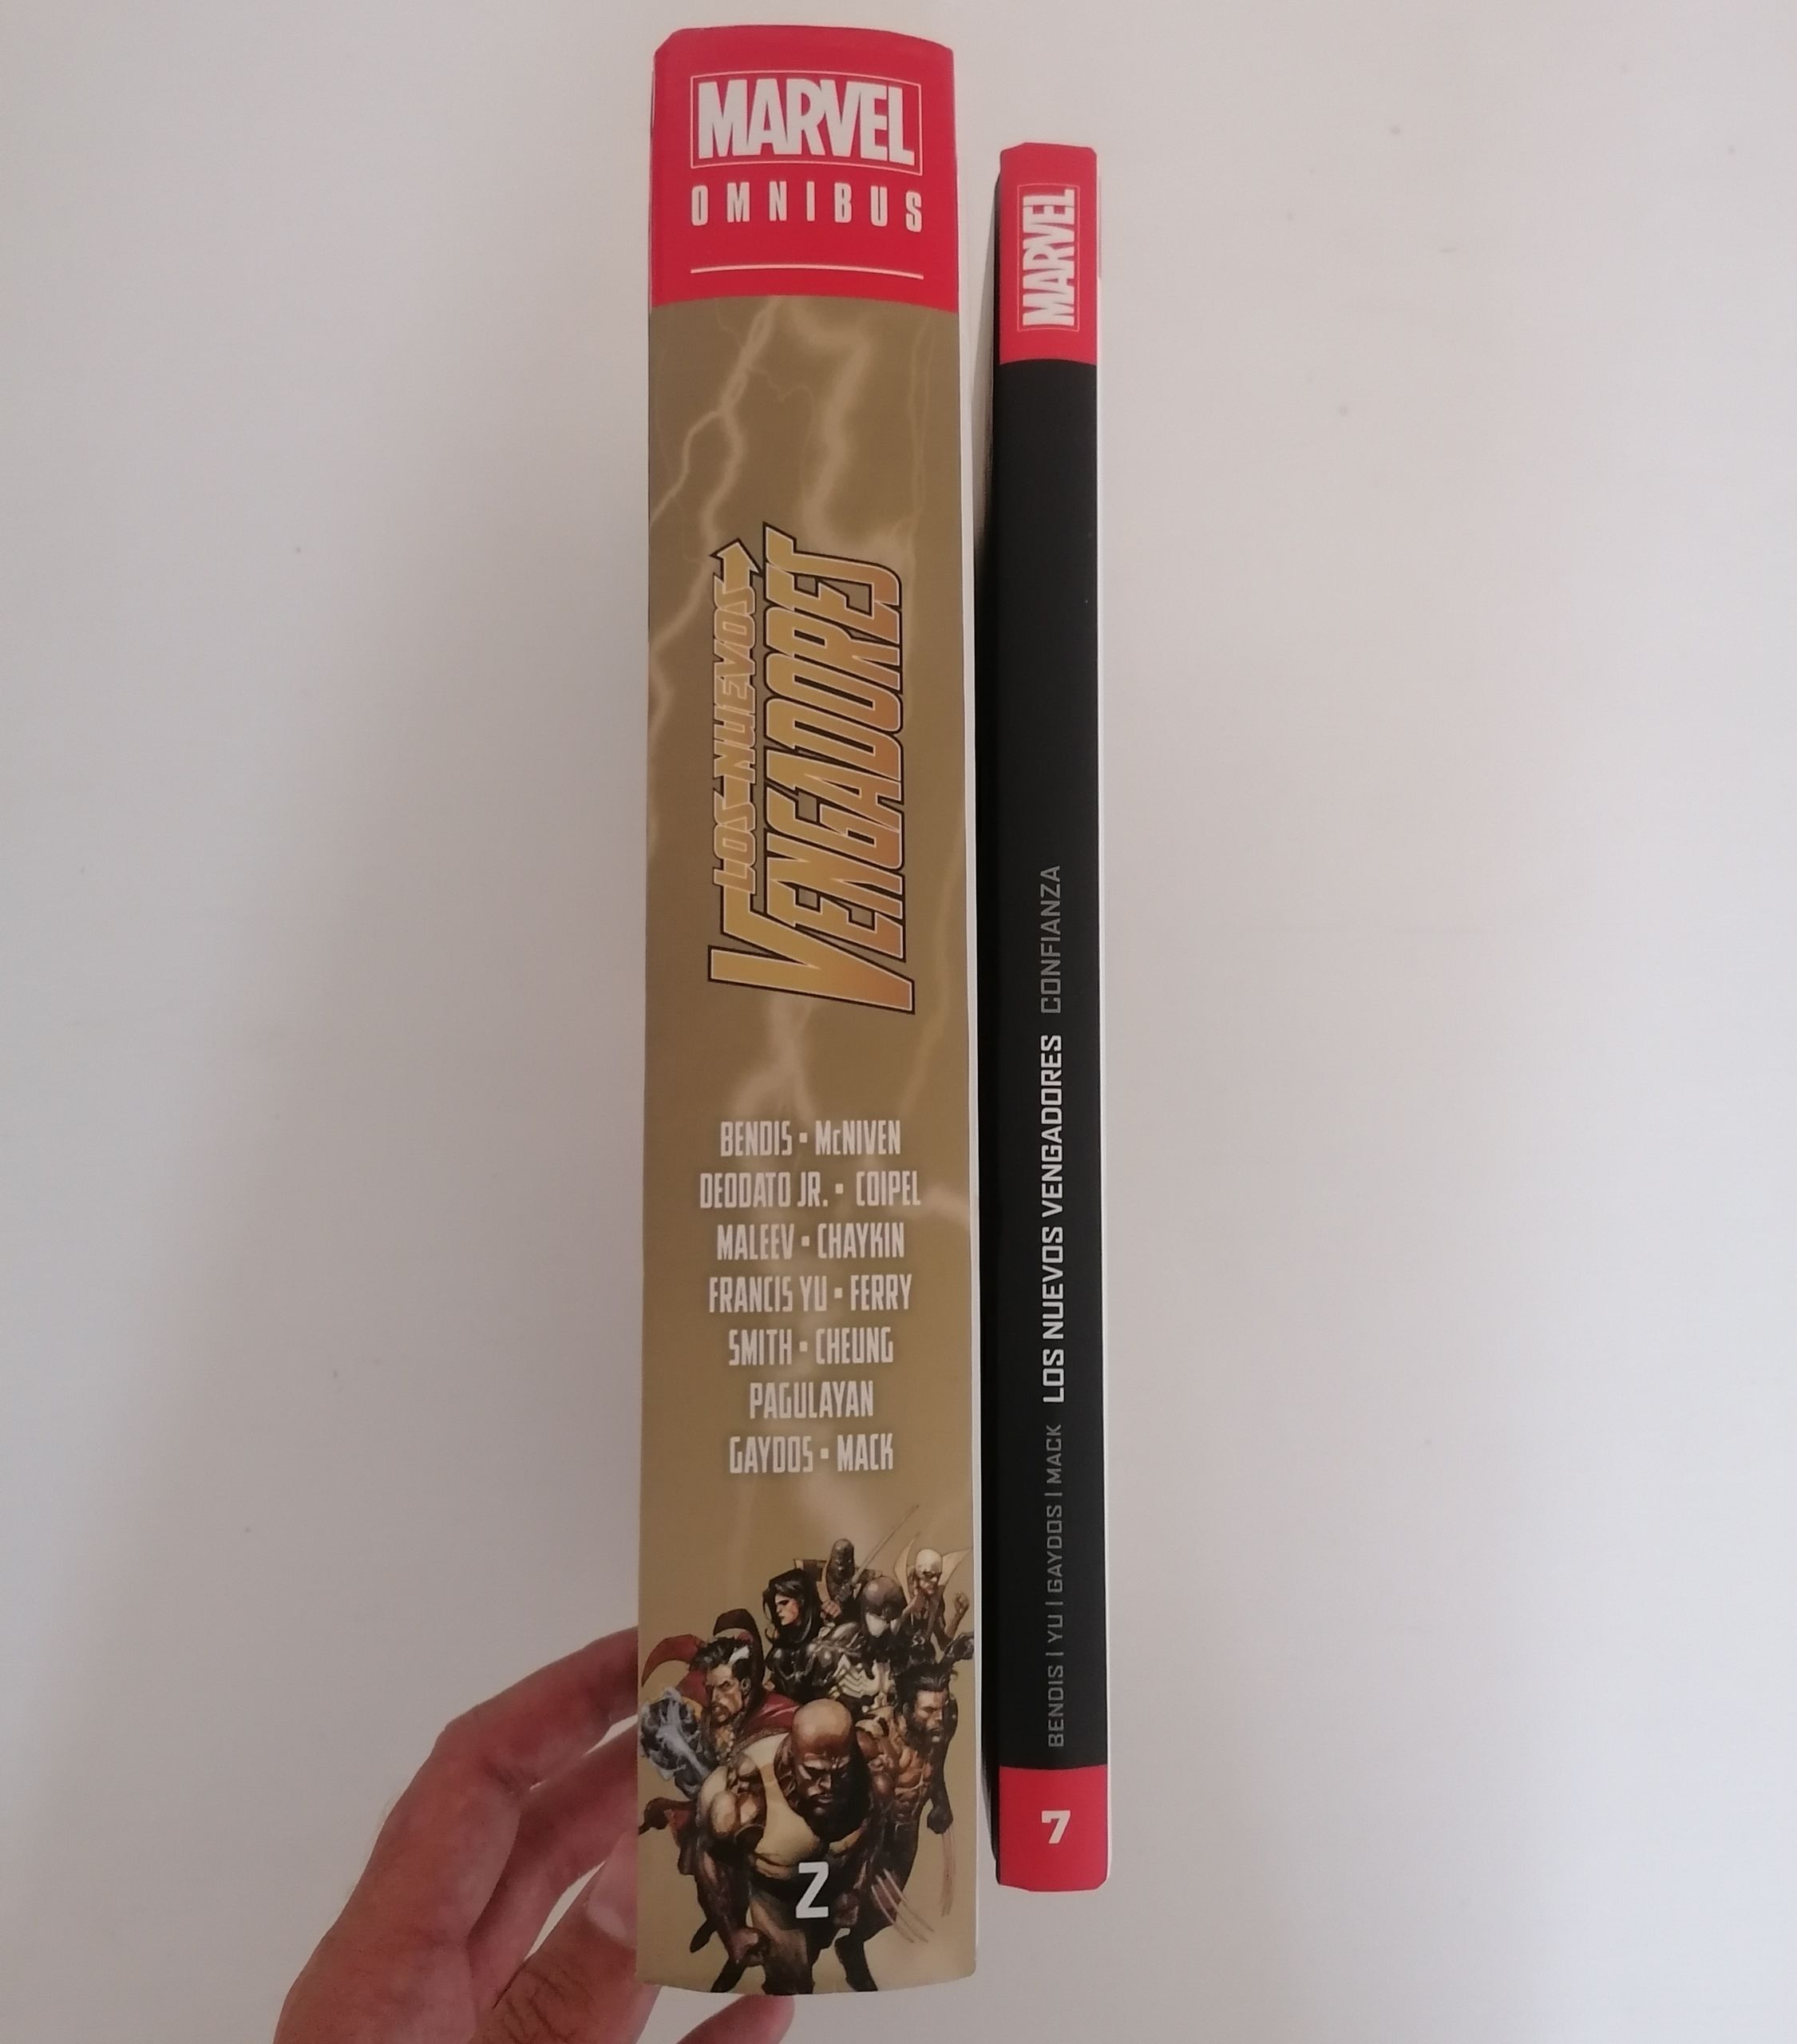 MARVEL
OMNIBUS
LOS NUEVOS
VENGADORES
BENDIS • McNIVEN
DEODATO JR. • COIPEL
MALEEV • CHAYKIN
FRANCIS YU • FERRY
SMITH • CHEUNG
PAGULAYAN
GAYDOS • MACK
2
MARVEL
BENDIS | YU | GAYDOS | MACK LOS NUEVOS VENGADORES CONFIANZA
7